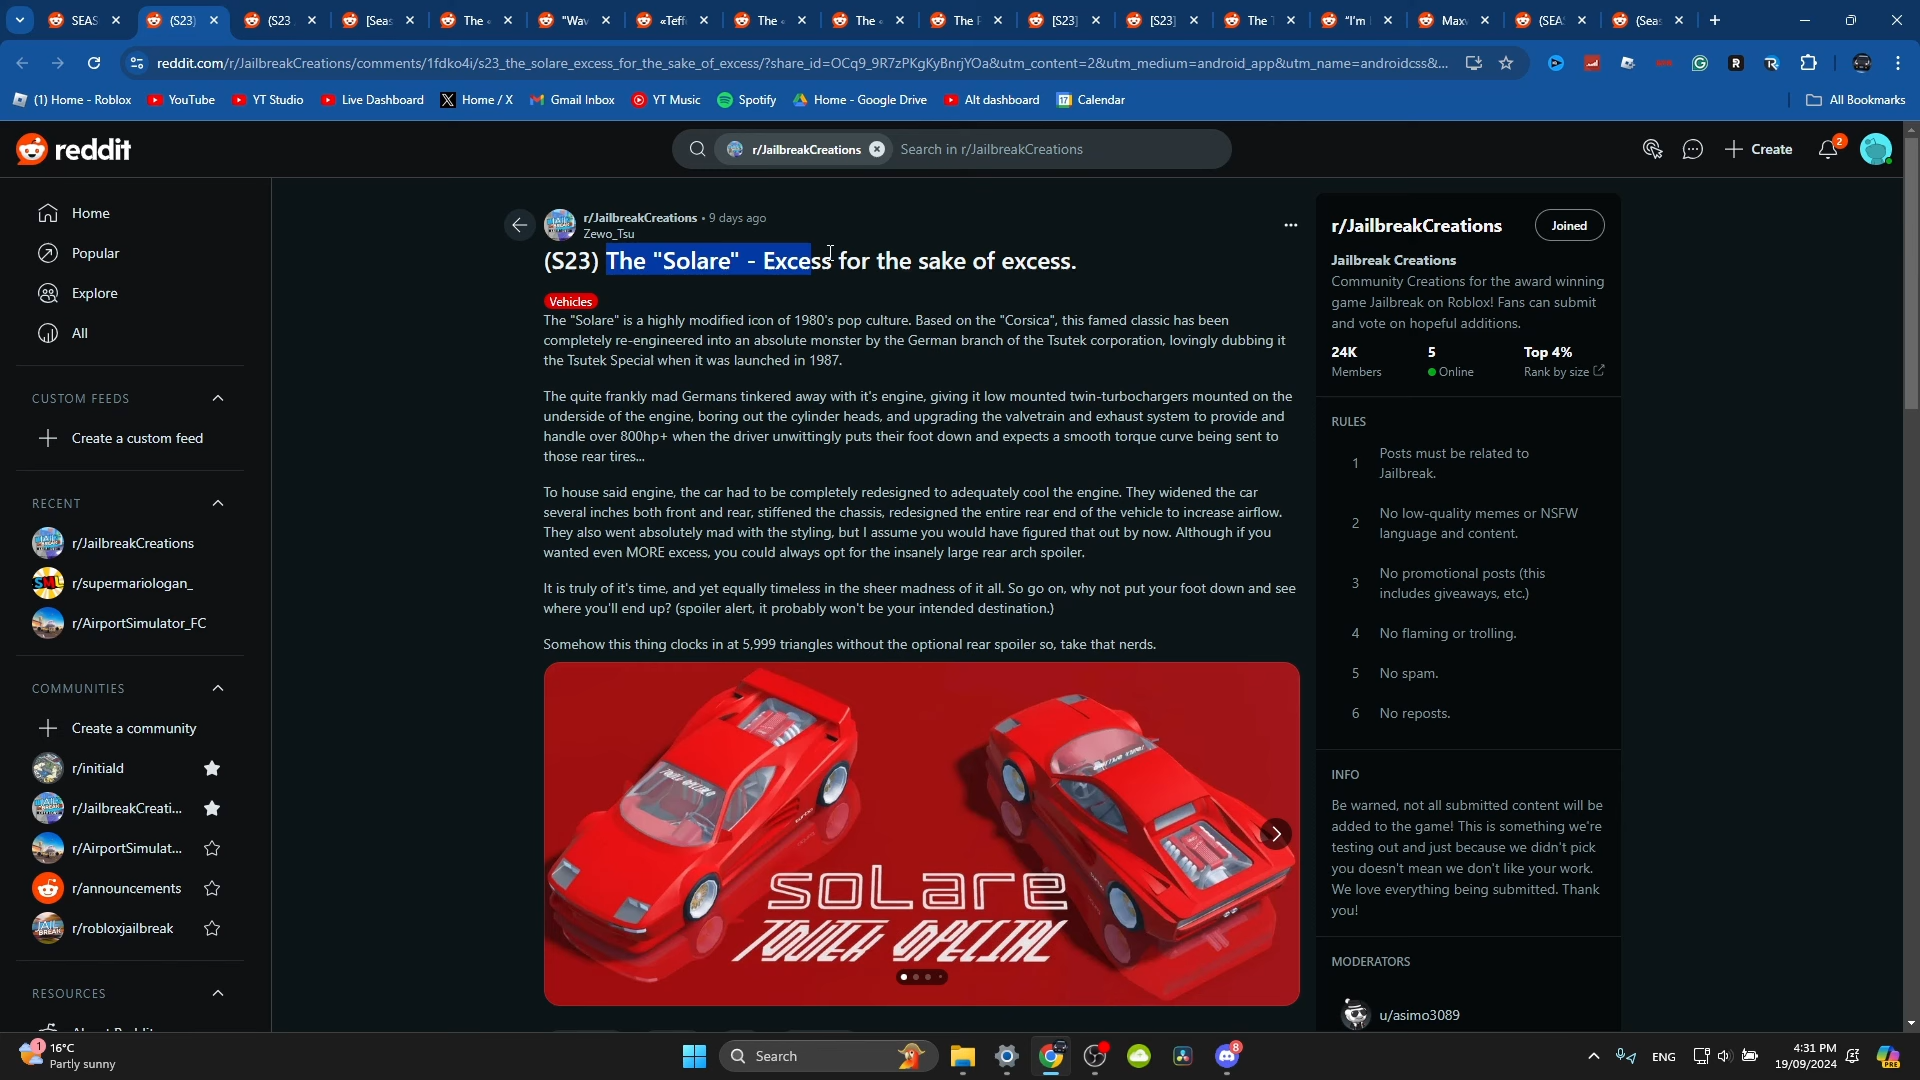 SEAS
(S23)
(S23
[Seas
The
"Wav
«Teff
The
The
The F
[S23]
[S23]
The
"I'm
Maxv
(SEA
(Seas
reddit.com/r/JailbreakCreations/comments/1fdko4i/s23_the_solare_excess_for_the_sake_of_excess/?share_id=OCq9_9R7zPKgKyBnrjYOa&utm_content=2&utm_medium=android_app&utm_name=androidcss&...
(1) Home - Roblox
YouTube
YT Studio
Live Dashboard
Home / X
Gmail Inbox
YT Music
Spotify
Home - Google Drive
Alt dashboard
Calendar
All Bookmarks
reddit
r/JailbreakCreations
Search in r/JailbreakCreations
Create
2
Home
Popular
Explore
All
CUSTOM FEEDS
Create a custom feed
RECENT
r/JailbreakCreations
r/supermariologan_
r/AirportSimulator_FC
COMMUNITIES
Create a community
r/initiald
r/JailbreakCreati...
r/AirportSimulat...
r/announcements
r/robloxjailbreak
RESOURCES
r/JailbreakCreations • 9 days ago
Zewo_Tsu
(S23) The "Solare" - Excess for the sake of excess.
Vehicles
The "Solare" is a highly modified icon of 1980's pop culture. Based on the "Corsica", this famed classic has been
completely re-engineered into an absolute monster by the German branch of the Tsutek corporation, lovingly dubbing it
the Tsutek Special when it was launched in 1987.
The quite frankly mad Germans tinkered away with it's engine, giving it low mounted twin-turbochargers mounted on the
underside of the engine, boring out the cylinder heads, and upgrading the valvetrain and exhaust system to provide and
handle over 800hp+ when the driver unwittingly puts their foot down and expects a smooth torque curve being sent to
those rear tires...
To house said engine, the car had to be completely redesigned to adequately cool the engine. They widened the car
several inches both front and rear, stiffened the chassis, redesigned the entire rear end of the vehicle to increase airflow.
They also went absolutely mad with the styling, but I assume you would have figured that out by now. Although if you
wanted even MORE excess, you could always opt for the insanely large rear arch spoiler.
It is truly of it's time, and yet equally timeless in the sheer madness of it all. So go on, why not put your foot down and see
where you'll end up? (spoiler alert, it probably won't be your intended destination.)
Somehow this thing clocks in at 5,999 triangles without the optional rear spoiler so, take that nerds.
SOLARE
TSUTEK SPECIAL
r/JailbreakCreations
Joined
Jailbreak Creations
Community Creations for the award winning
game Jailbreak on Roblox! Fans can submit
and vote on hopeful additions.
24K
5
Top 4%
Members
Online
Rank by size
RULES
1 Posts must be related to
Jailbreak.
2 No low-quality memes or NSFW
language and content.
3 No promotional posts (this
includes giveaways, etc.)
4 No flaming or trolling.
5 No spam.
6 No reposts.
INFO
Be warned, not all submitted content will be
added to the game! This is something we're
testing out and just because we didn't pick
you doesn't mean we don't like your work.
We love everything being submitted. Thank
you!
MODERATORS
u/asimo3089
1
16°C
Partly sunny
Search
8
ENG
4:31 PM
19/09/2024